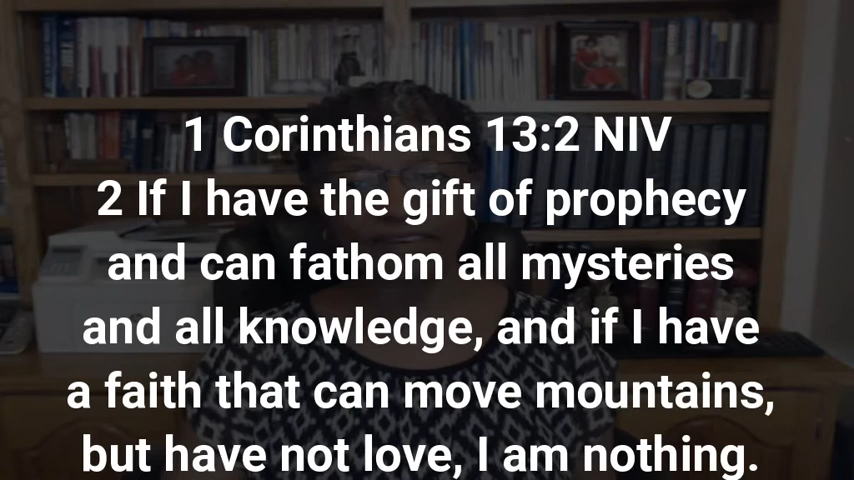 1 Corinthians 13:2 NIV
2 If I have the gift of prophecy
and can fathom all mysteries
and all knowledge, and if I have
a faith that can move mountains,
but have not love, I am nothing.